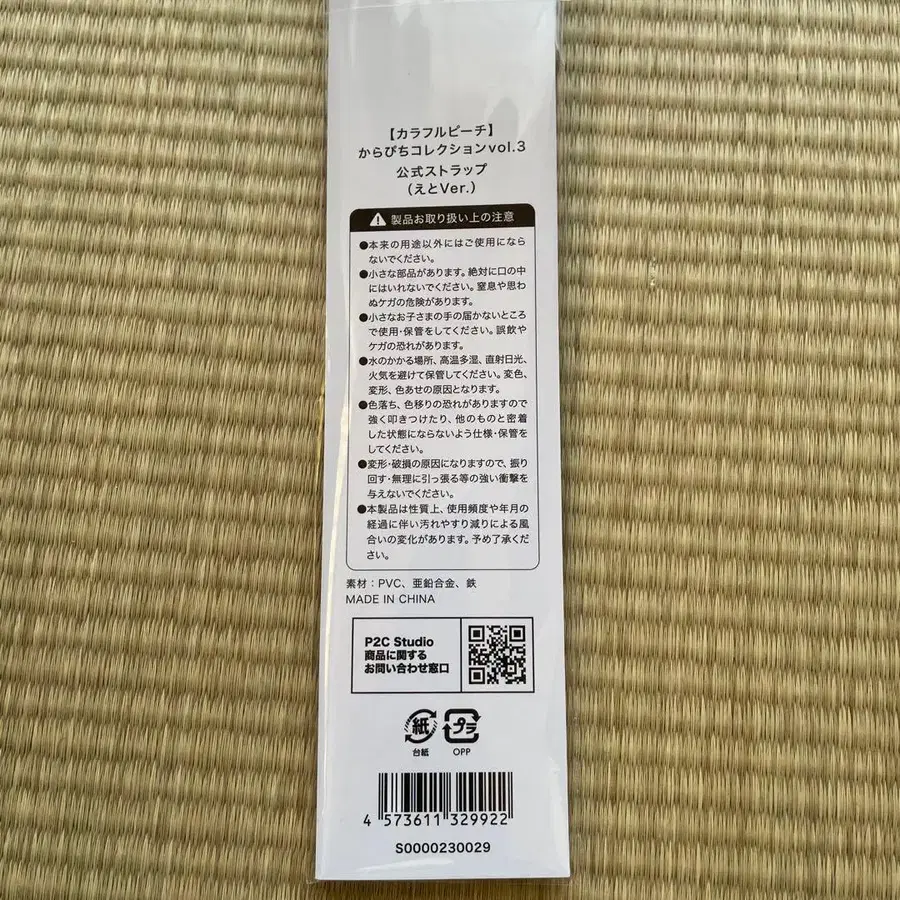 【カラフルピーチ】
からぴちコレクションvol.3
公式ストラップ
（えとVer.）
製品お取り扱い上の注意
●本来の用途以外にはご使用になら
ないでください。
●小さな部品があります。絶対に口の中
にはいれないでください。窒息や思わ
ぬケガの危険があります。
●小さなお子さまの手の届かないところ
で使用・保管をしてください。誤飲や
ケガの恐れがあります。
●水のかかる場所、高温多湿、直射日光、
火気を避けて保管してください。変色、
変形、色あせの原因となります。
●色落ち、色移りの恐れがありますので
強く叩きつけたり、他のものと密着
した状態にならないよう仕様・保管を
してください。
●変形・破損の原因になりますので、振り
回す・無理に引っ張る等の強い衝撃を
与えないでください。
●本製品は性質上、使用頻度や年月の
経過に伴い汚れやすり減りによる風
合いの変化があります。予め了承くだ
さい。
素材：PVC、亜鉛合金、鉄
MADE IN CHINA
P2C Studio
商品に関する
お問い合わせ窓口
紙 プラ
台紙 OPP
4 573611 329922
S0000230029